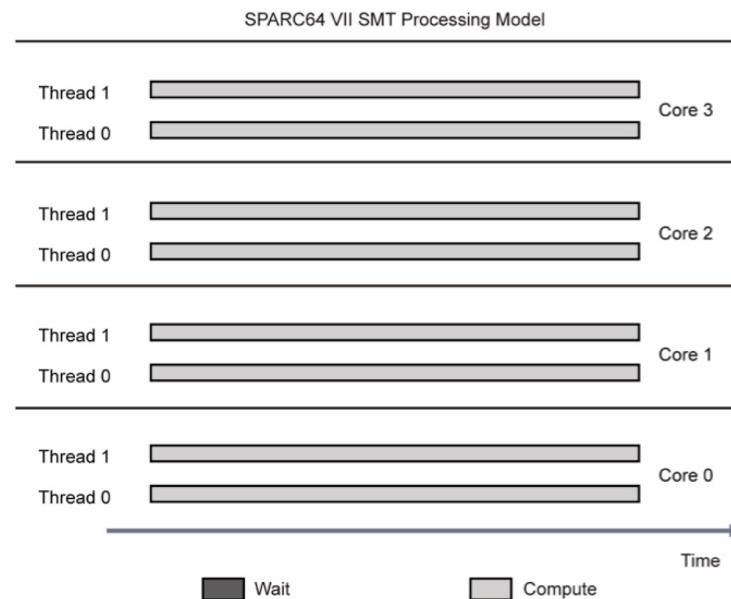 SPARC64 VII SMT Processing Model
Thread 1
Core 3
Thread 0
Thread 1
Core 2
Thread 0
Thread 1
Core 1
Thread 0
Thread 1
Core 0
Thread 0
Time
Wait Compute